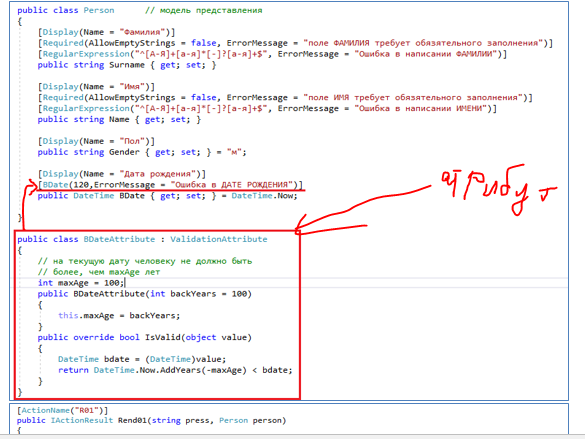 public class Person      // модель представления
{
    [Display(Name = "Фамилия")]
    [Required(AllowEmptyStrings = false, ErrorMessage = "поле ФАМИЛИЯ требует обязательного заполнения")]
    [RegularExpression("^[А-Я]+[а-я]*[-]?[а-я]+$", ErrorMessage = "Ошибка в написании ФАМИЛИИ")]
    public string Surname { get; set; }
    [Display(Name = "Имя")]
    [Required(AllowEmptyStrings = false, ErrorMessage = "поле ИМЯ требует обязательного заполнения")]
    [RegularExpression("^[А-Я]+[а-я]*[-]?[а-я]+$", ErrorMessage = "Ошибка в написании ИМЕНИ")]
    public string Name { get; set; }
    [Display(Name = "Пол")]
    public string Gender { get; set; } = "м";
    [Display(Name = "Дата рождения")]
    [BDate(120,ErrorMessage = "Ошибка в ДАТЕ РОЖДЕНИЯ")]
    public DateTime BDate { get; set; } = DateTime.Now;
атрибут
}
public class BDateAttribute : ValidationAttribute
{
    // на текущую дату человеку не должно быть
    // более, чем maxAge лет
    int maxAge = 100;
    public BDateAttribute(int backYears = 100)
    {
        this.maxAge = backYears;
    }
    public override bool IsValid(object value)
    {
        DateTime bdate = (DateTime)value;
        return DateTime.Now.AddYears(-maxAge) < bdate;
    }
}
[ActionName("R01")]
public IActionResult Rend01(string press, Person person)
{